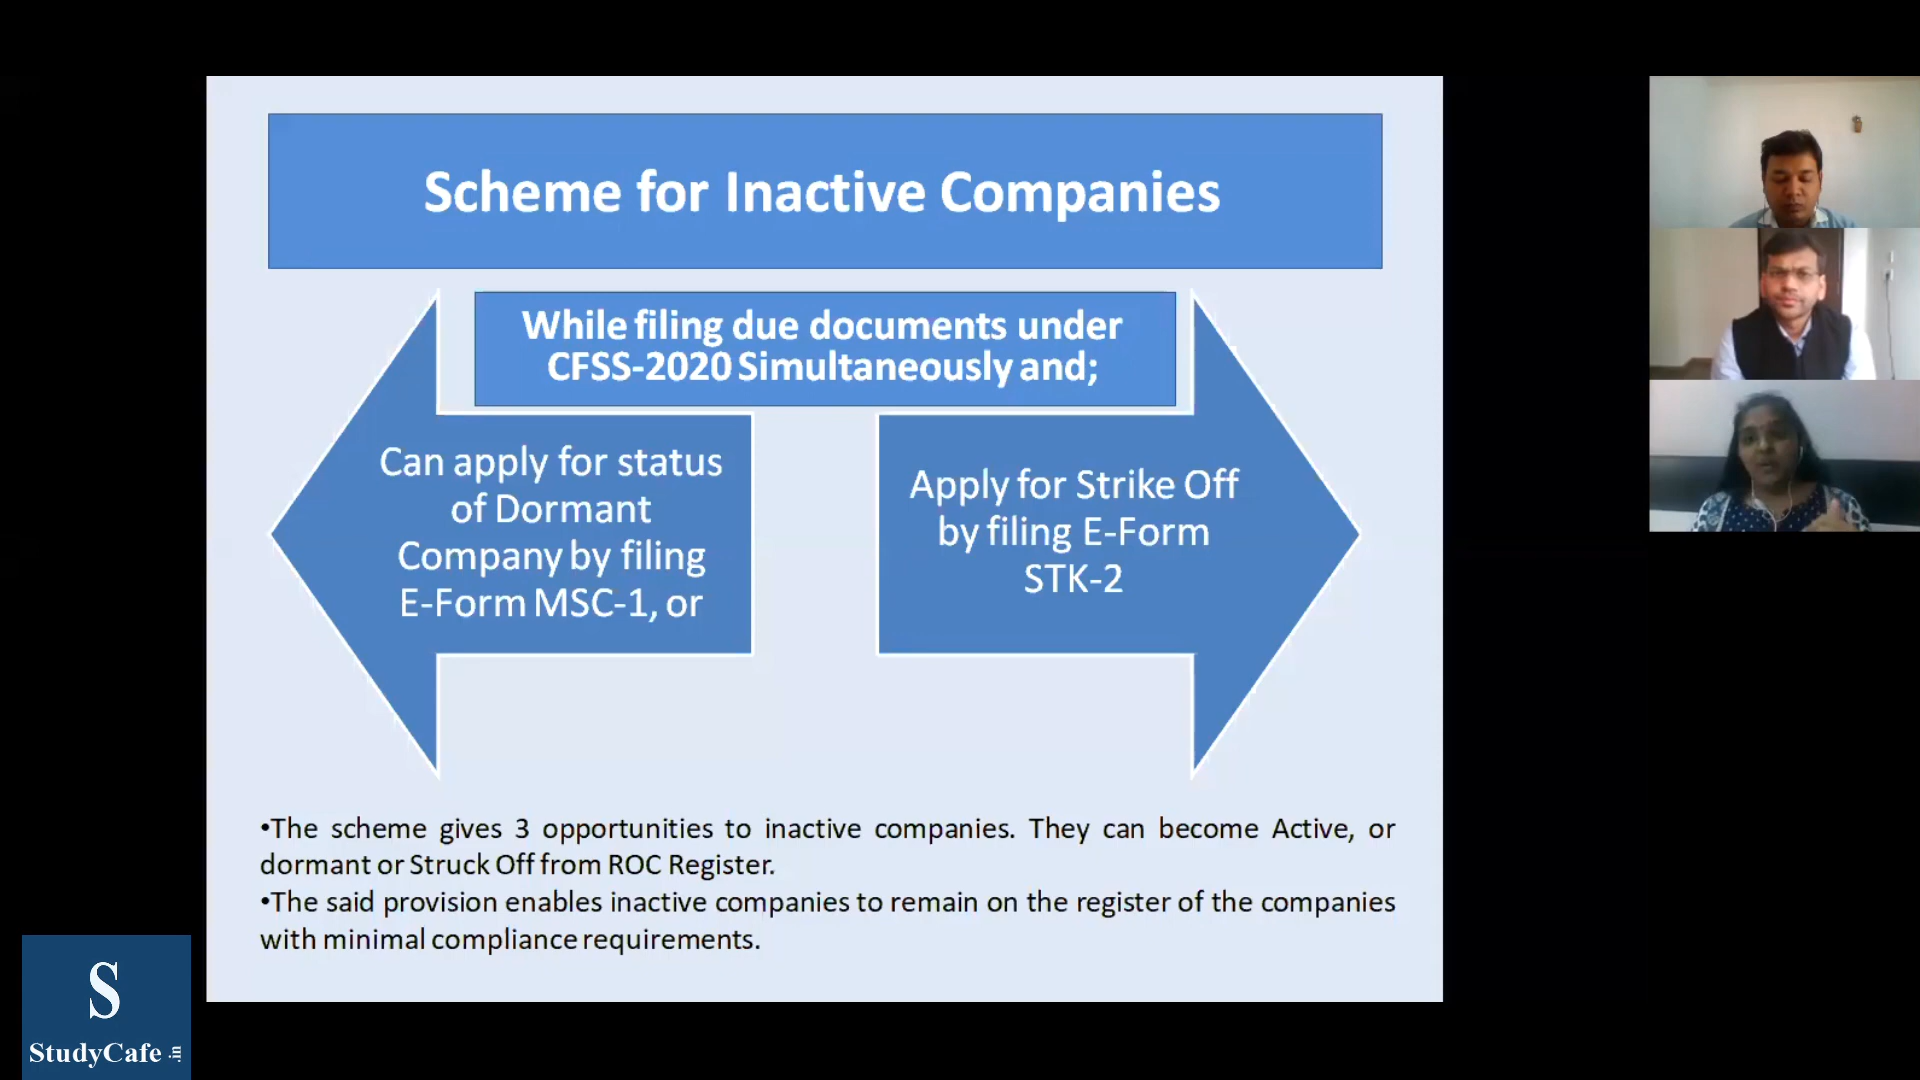 Scheme for Inactive Companies
While filing due documents under
CFSS-2020 Simultaneously and;
Can apply for status
of Dormant
Company by filing
E-Form MSC-1, or
Apply for Strike Off
by filing E-Form
STK-2
•The scheme gives 3 opportunities to inactive companies. They can become Active, or
dormant or Struck Off from ROC Register.
•The said provision enables inactive companies to remain on the register of the companies
with minimal compliance requirements.
S
StudyCafe.in